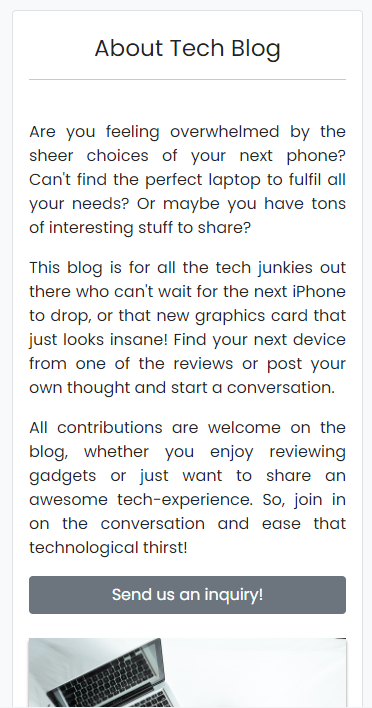 About Tech Blog
Are you feeling overwhelmed by the
sheer choices of your next phone?
Can't find the perfect laptop to fulfil all
your needs? Or maybe you have tons
of interesting stuff to share?
This blog is for all the tech junkies out
there who can't wait for the next iPhone
to drop, or that new graphics card that
just looks insane! Find your next device
from one of the reviews or post your
own thought and start a conversation.
All contributions are welcome on the
blog, whether you enjoy reviewing
gadgets or just want to share an
awesome tech-experience. So, join in
on the conversation and ease that
technological thirst!
Send us an inquiry!